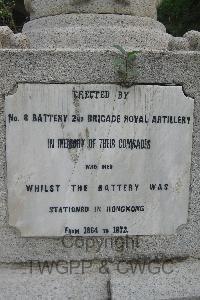 ERECTED BY
No. 8 BATTERY 2ND BRIGADE ROYAL ARTILLERY
IN MEMORY OF THEIR COMRADES
WHO DIED
WHILST THE BATTERY WAS
STATIONED IN HONGKONG
FROM 1864 TO 1872.
Copyright
TWGPP & CWGC